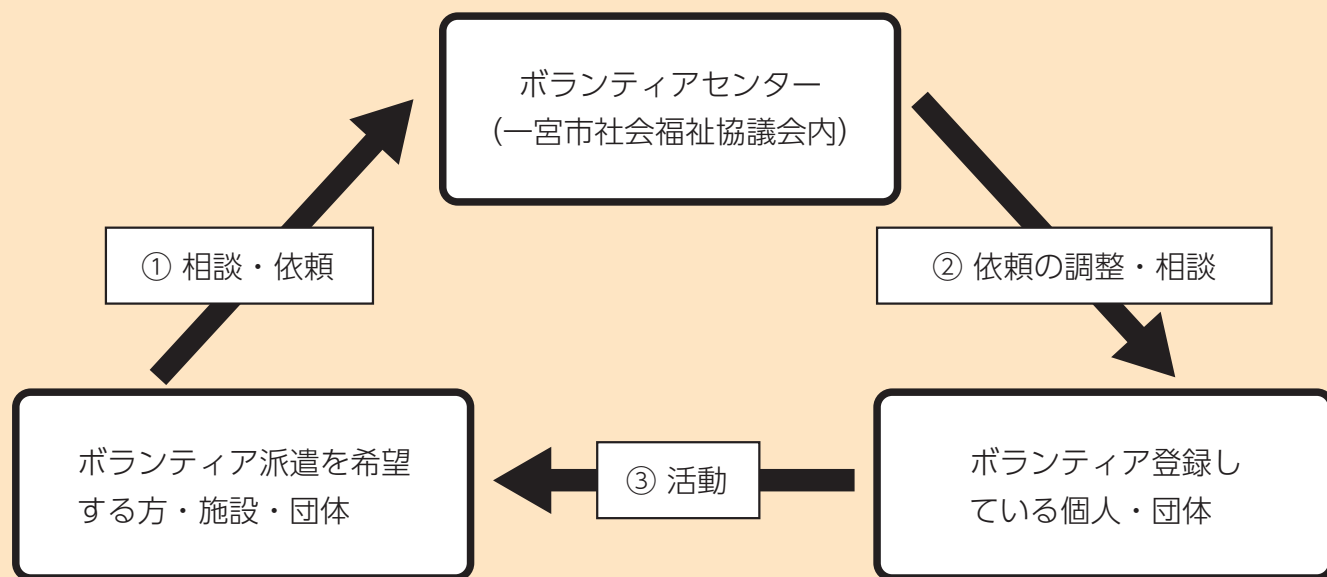 ボランティアセンター
(一宮市社会福祉協議会内)
① 相談・依頼
② 依頼の調整・相談
ボランティア派遣を希望
する方・施設・団体
③ 活動
ボランティア登録し
ている個人・団体